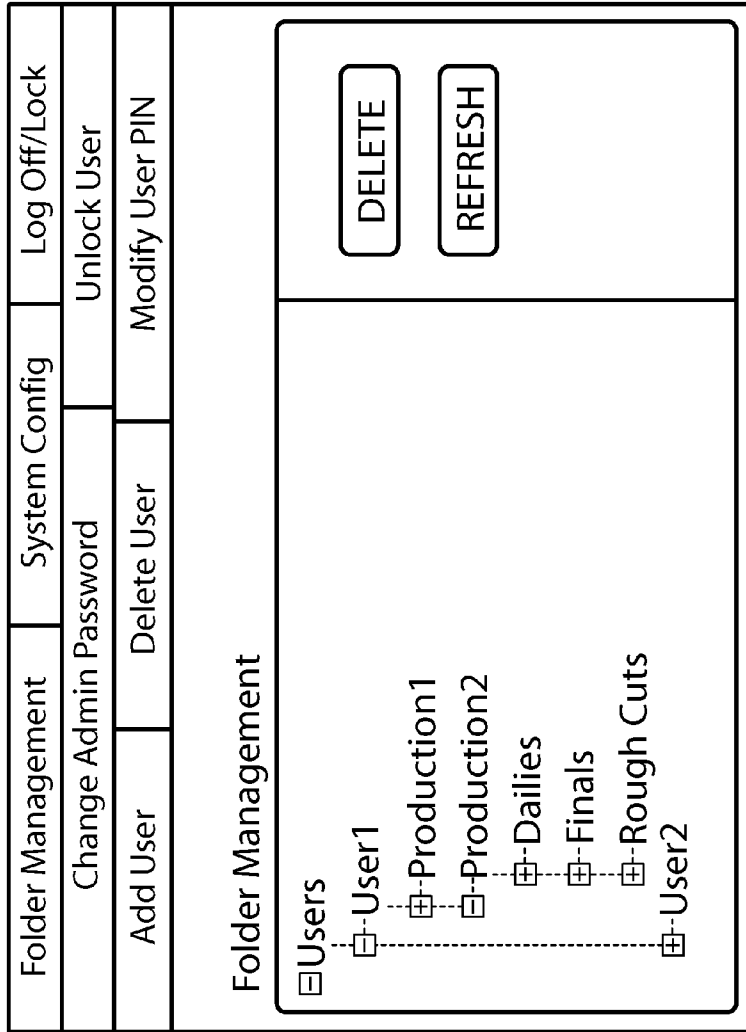 Folder Management System Config Log Off/Lock
Change Admin Password Unlock User
Add User Delete User Modify User PIN
Folder Management
Users
User1
Production1
Production2
Dailies
Finals
Rough Cuts
User2
DELETE
REFRESH